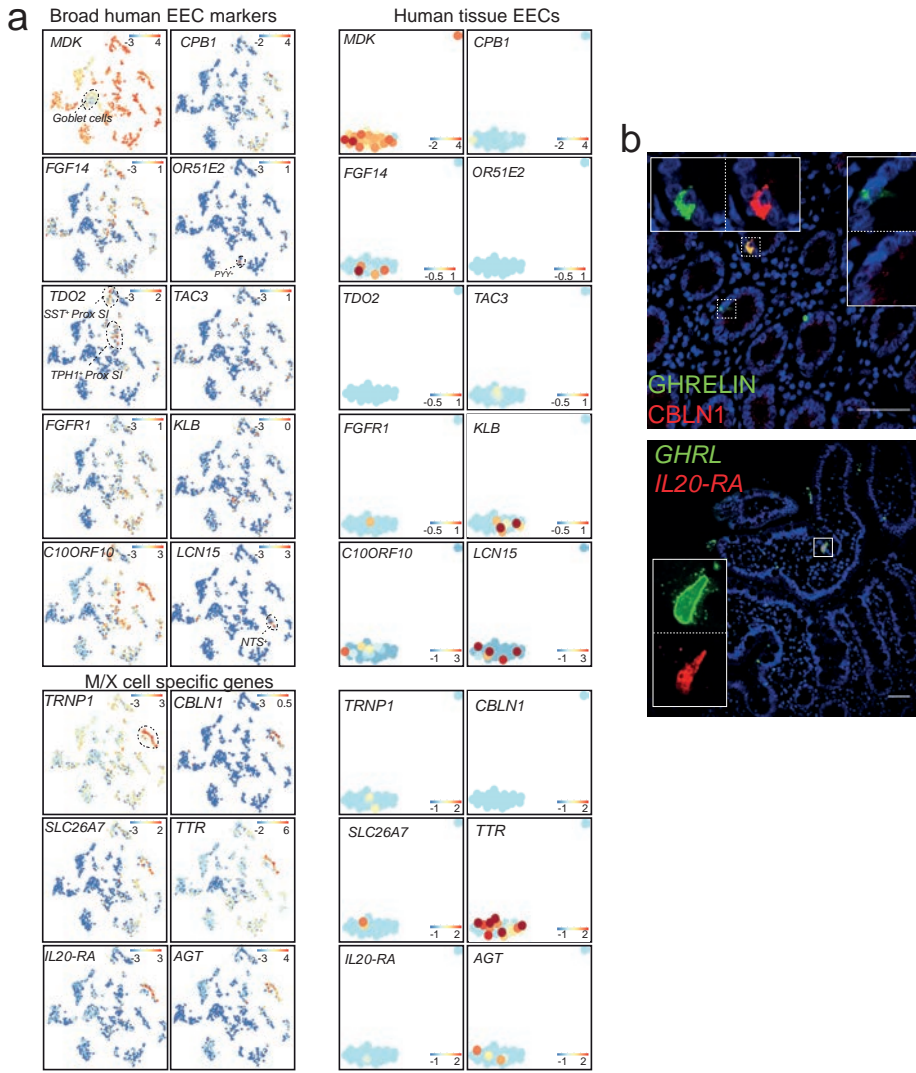 a
Broad human EEC markers
MDK -3 4
CPB1 -2 4
Goblet cells
FGF14 -3 1
OR51E2 -3 1
PYY+
TDO2 -3 2
TAC3 -3 1
SST+ Prox SI
TPH1+ Prox SI
FGFR1 -3 1
KLB -3 0
C10ORF10 -3 3
LCN15 -3 3
NTS+
M/X cell specific genes
TRNP1 -3 3
CBLN1 -3 0.5
SLC26A7 -3 2
TTR -2 6
IL20-RA -3 3
AGT -3 4
Human tissue EECs
MDK
CPB1
-2 4
-2 4
FGF14
OR51E2
-0.5 1
-0.5 1
TDO2
TAC3
-0.5 1
-0.5 1
FGFR1
KLB
-0.5 1
-0.5 1
C10ORF10
LCN15
-1 3
-1 3
TRNP1
CBLN1
-1 2
-1 2
SLC26A7
TTR
-1 2
-1 2
IL20-RA
AGT
-1 2
-1 2
b
GHRELIN
CBLN1
GHRL
IL20-RA